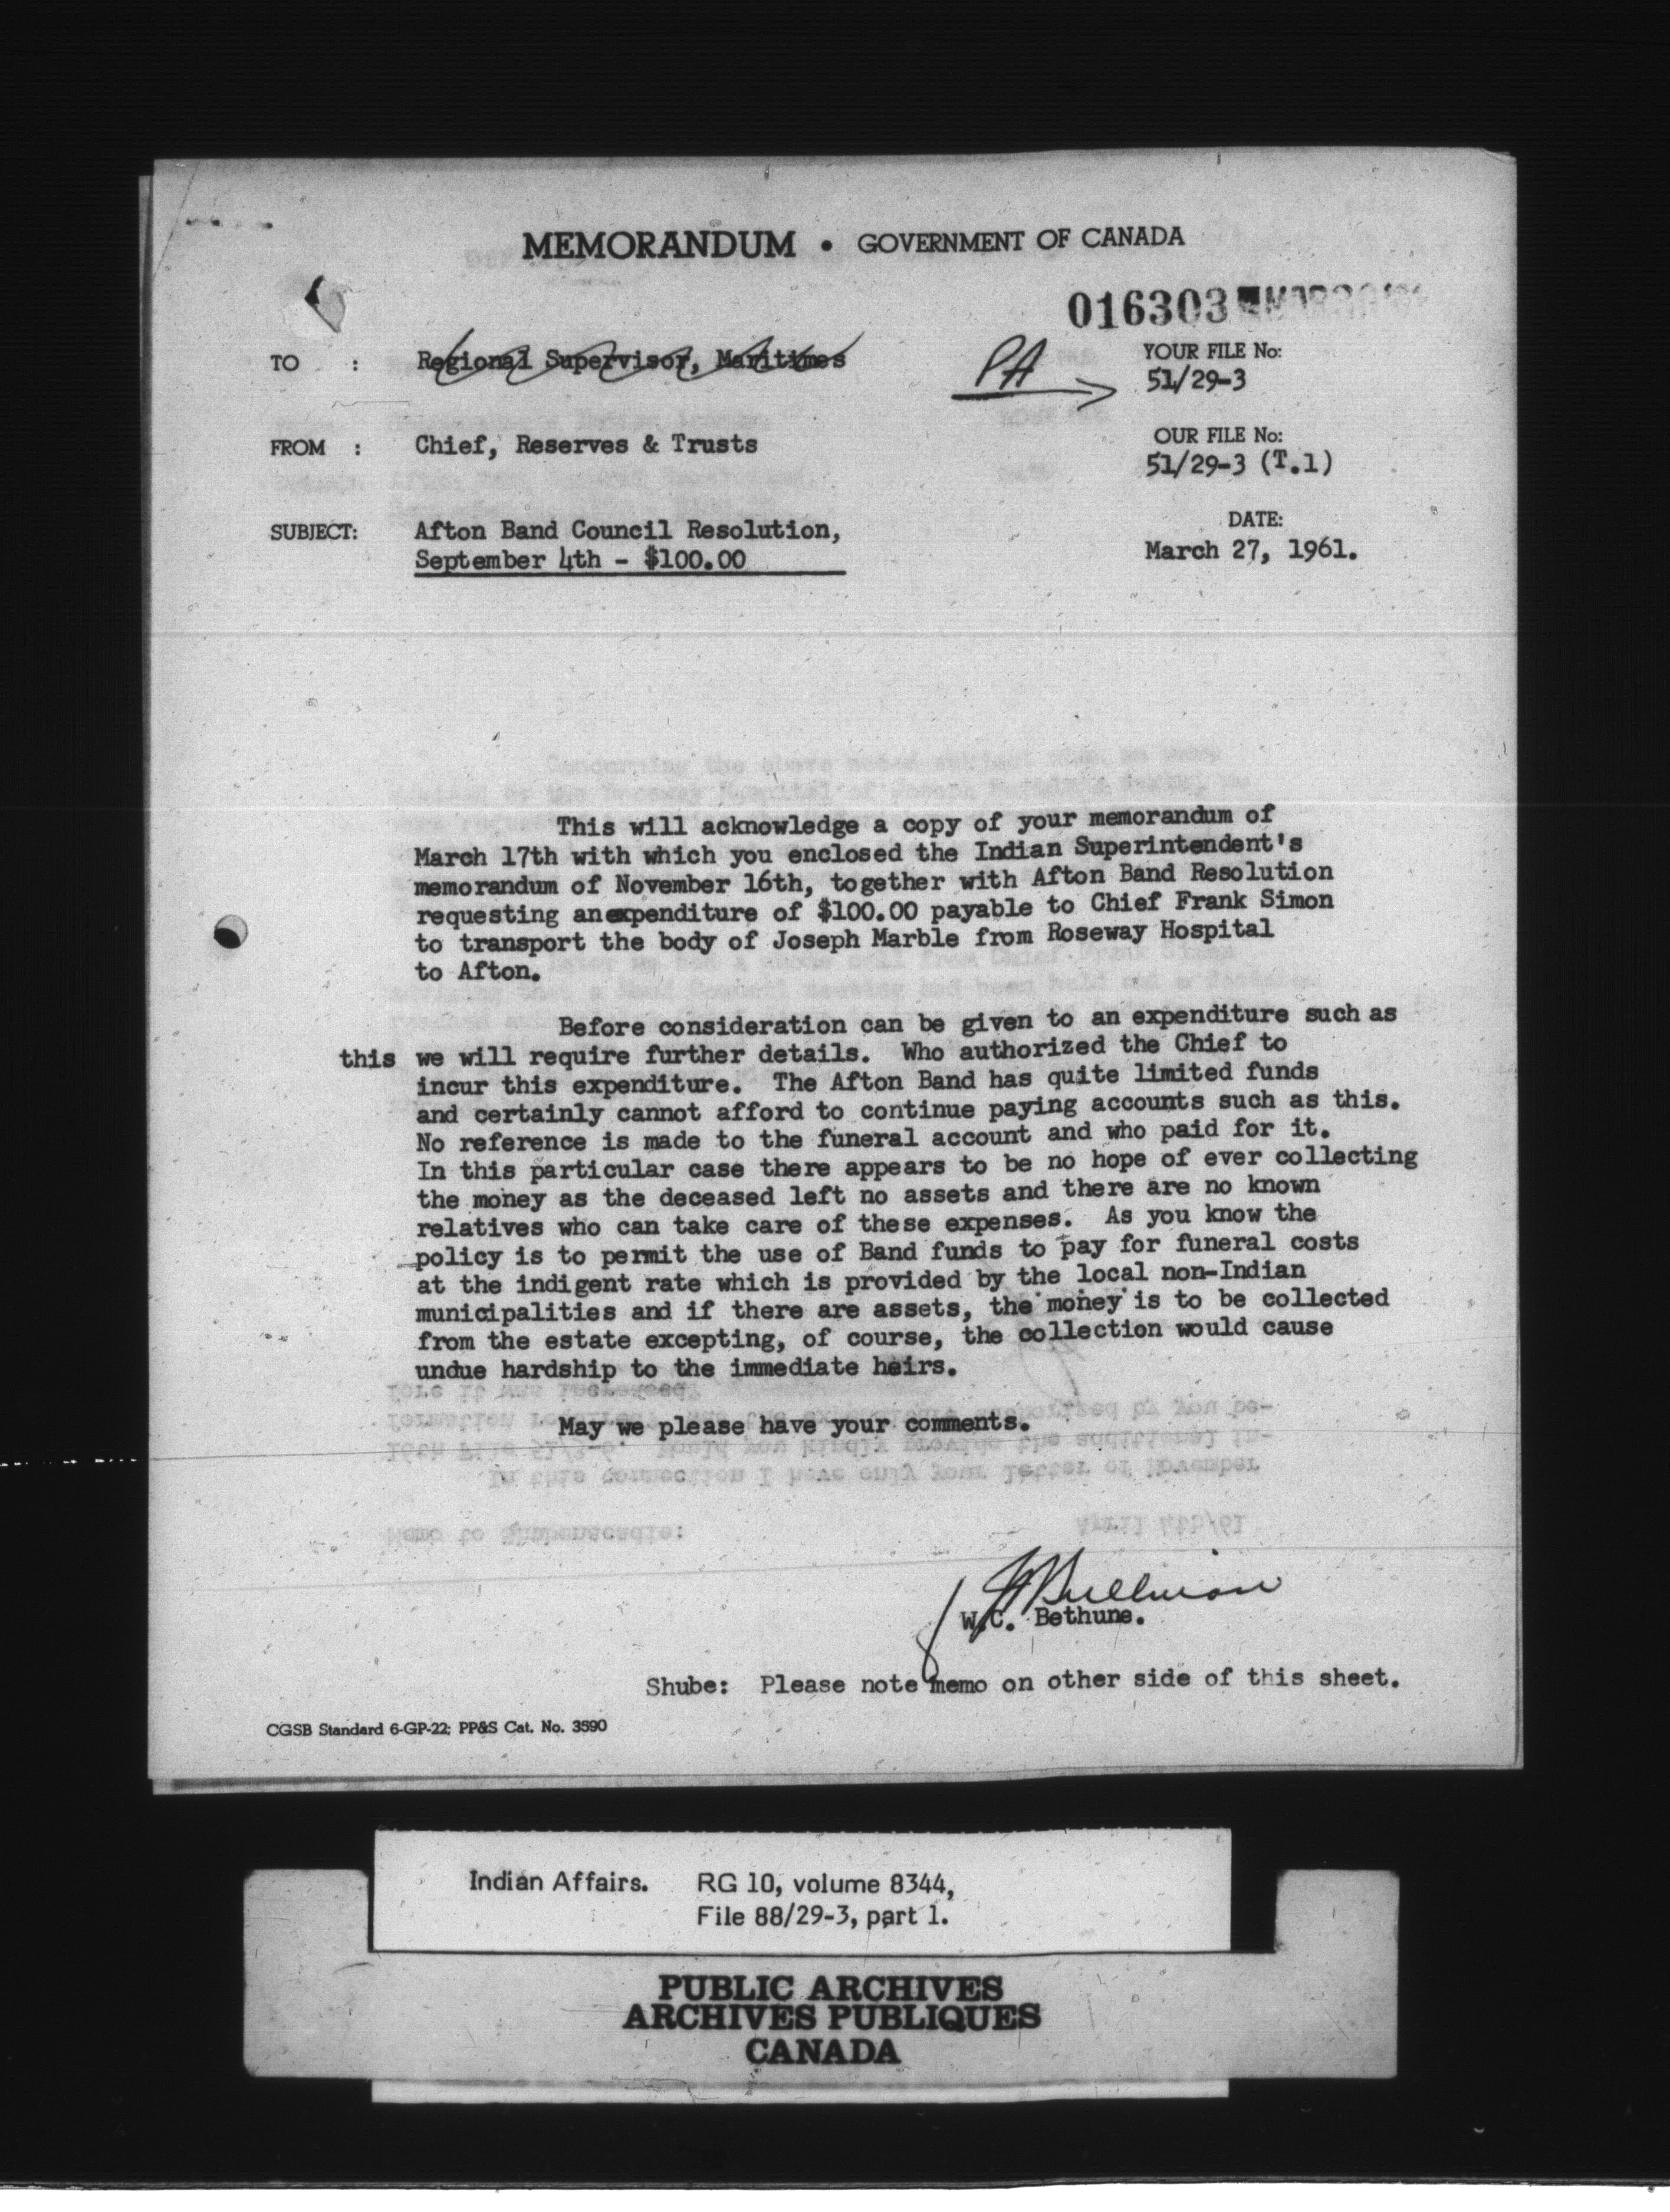 MEMORANDUM • GOVERNMENT OF CANADA
016303
TO : Regional Supervisor, Maritimes
PA
YOUR FILE No:
51/29-3
FROM : Chief, Reserves & Trusts
OUR FILE No:
51/29-3 (T.1)
SUBJECT: Afton Band Council Resolution,
September 4th - $100.00
DATE:
March 27, 1961.
This will acknowledge a copy of your memorandum of
March 17th with which you enclosed the Indian Superintendent's
memorandum of November 16th, together with Afton Band Resolution
requesting an expenditure of $100.00 payable to Chief Frank Simon
to transport the body of Joseph Marble from Roseway Hospital
to Afton.
Before consideration can be given to an expenditure such as
this we will require further details. Who authorized the Chief to
incur this expenditure. The Afton Band has quite limited funds
and certainly cannot afford to continue paying accounts such as this.
No reference is made to the funeral account and who paid for it.
In this particular case there appears to be no hope of ever collecting
the money as the deceased left no assets and there are no known
relatives who can take care of these expenses. As you know the
policy is to permit the use of Band funds to pay for funeral costs
at the indigent rate which is provided by the local non-Indian
municipalities and if there are assets, the money is to be collected
from the estate excepting, of course, the collection would cause
undue hardship to the immediate heirs.
May we please have your comments.
W.C. Bethune.
Shube: Please note memo on other side of this sheet.
CGSB Standard 6-GP-22; PP&S Cat. No. 3590
Indian Affairs. RG 10, volume 8344,
File 88/29-3, part 1.
PUBLIC ARCHIVES
ARCHIVES PUBLIQUES
CANADA